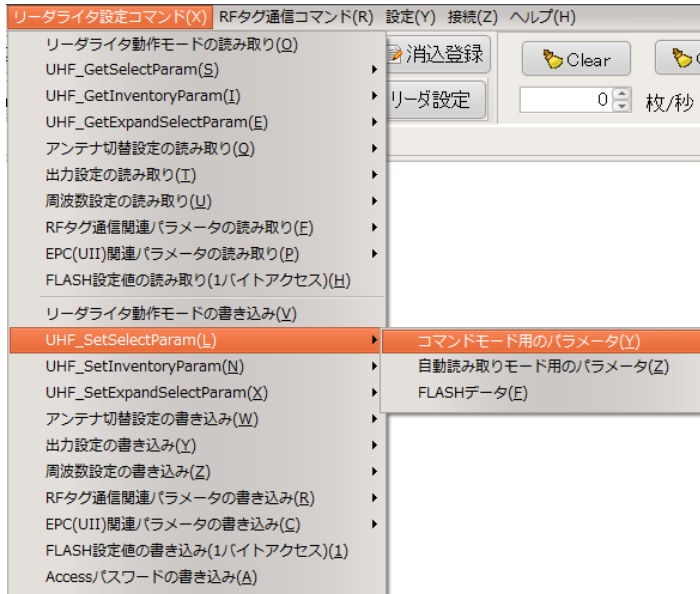 リーダライタ設定コマンド(X) RFタグ通信コマンド(R) 設定(Y) 接続(Z) ヘルプ(H)
消込登録 Clear
リーダ設定 0 枚/秒
リーダライタ動作モードの読み取り(O)
UHF_GetSelectParam(S)
UHF_GetInventoryParam(I)
UHF_GetExpandSelectParam(E)
アンテナ切替設定の読み取り(Q)
出力設定の読み取り(T)
周波数設定の読み取り(U)
RFタグ通信関連パラメータの読み取り(F)
EPC(UII)関連パラメータの読み取り(P)
FLASH設定値の読み取り(1バイトアクセス)(H)
リーダライタ動作モードの書き込み(V)
UHF_SetSelectParam(L)
コマンドモード用のパラメータ(Y)
自動読み取りモード用のパラメータ(Z)
FLASHデータ(F)
UHF_SetInventoryParam(N)
UHF_SetExpandSelectParam(X)
アンテナ切替設定の書き込み(W)
出力設定の書き込み(Y)
周波数設定の書き込み(Z)
RFタグ通信関連パラメータの書き込み(R)
EPC(UII)関連パラメータの書き込み(C)
FLASH設定値の書き込み(1バイトアクセス)(1)
Accessパスワードの書き込み(A)